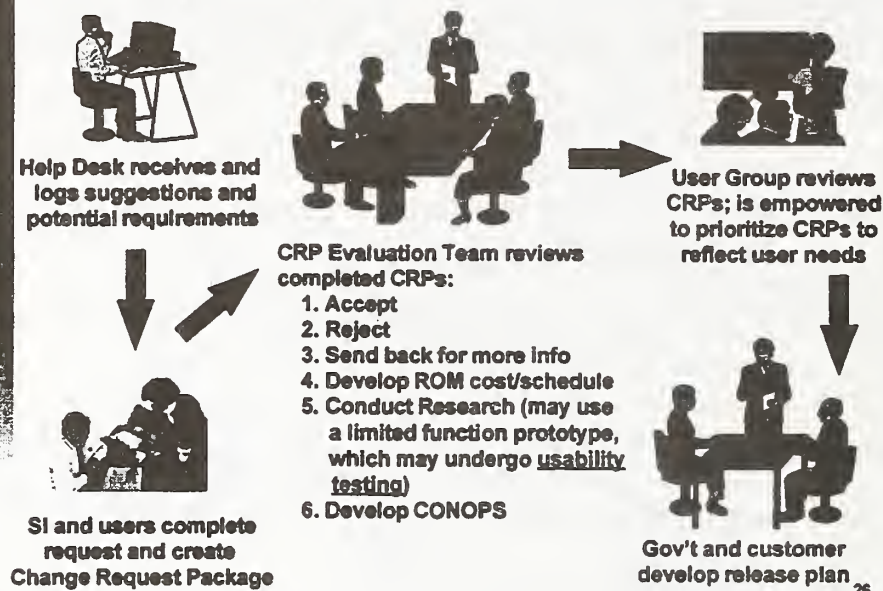 Help Desk receives and
logs suggestions and
potential requirements
SI and users complete
request and create
Change Request Package
CRP Evaluation Team reviews
completed CRPs:
1. Accept
2. Reject
3. Send back for more info
4. Develop ROM cost/schedule
5. Conduct Research (may use
a limited function prototype,
which may undergo usability
testing)
6. Develop CONOPS
User Group reviews
CRPs; is empowered
to prioritize CRPs to
reflect user needs
Gov't and customer
develop release plan
26